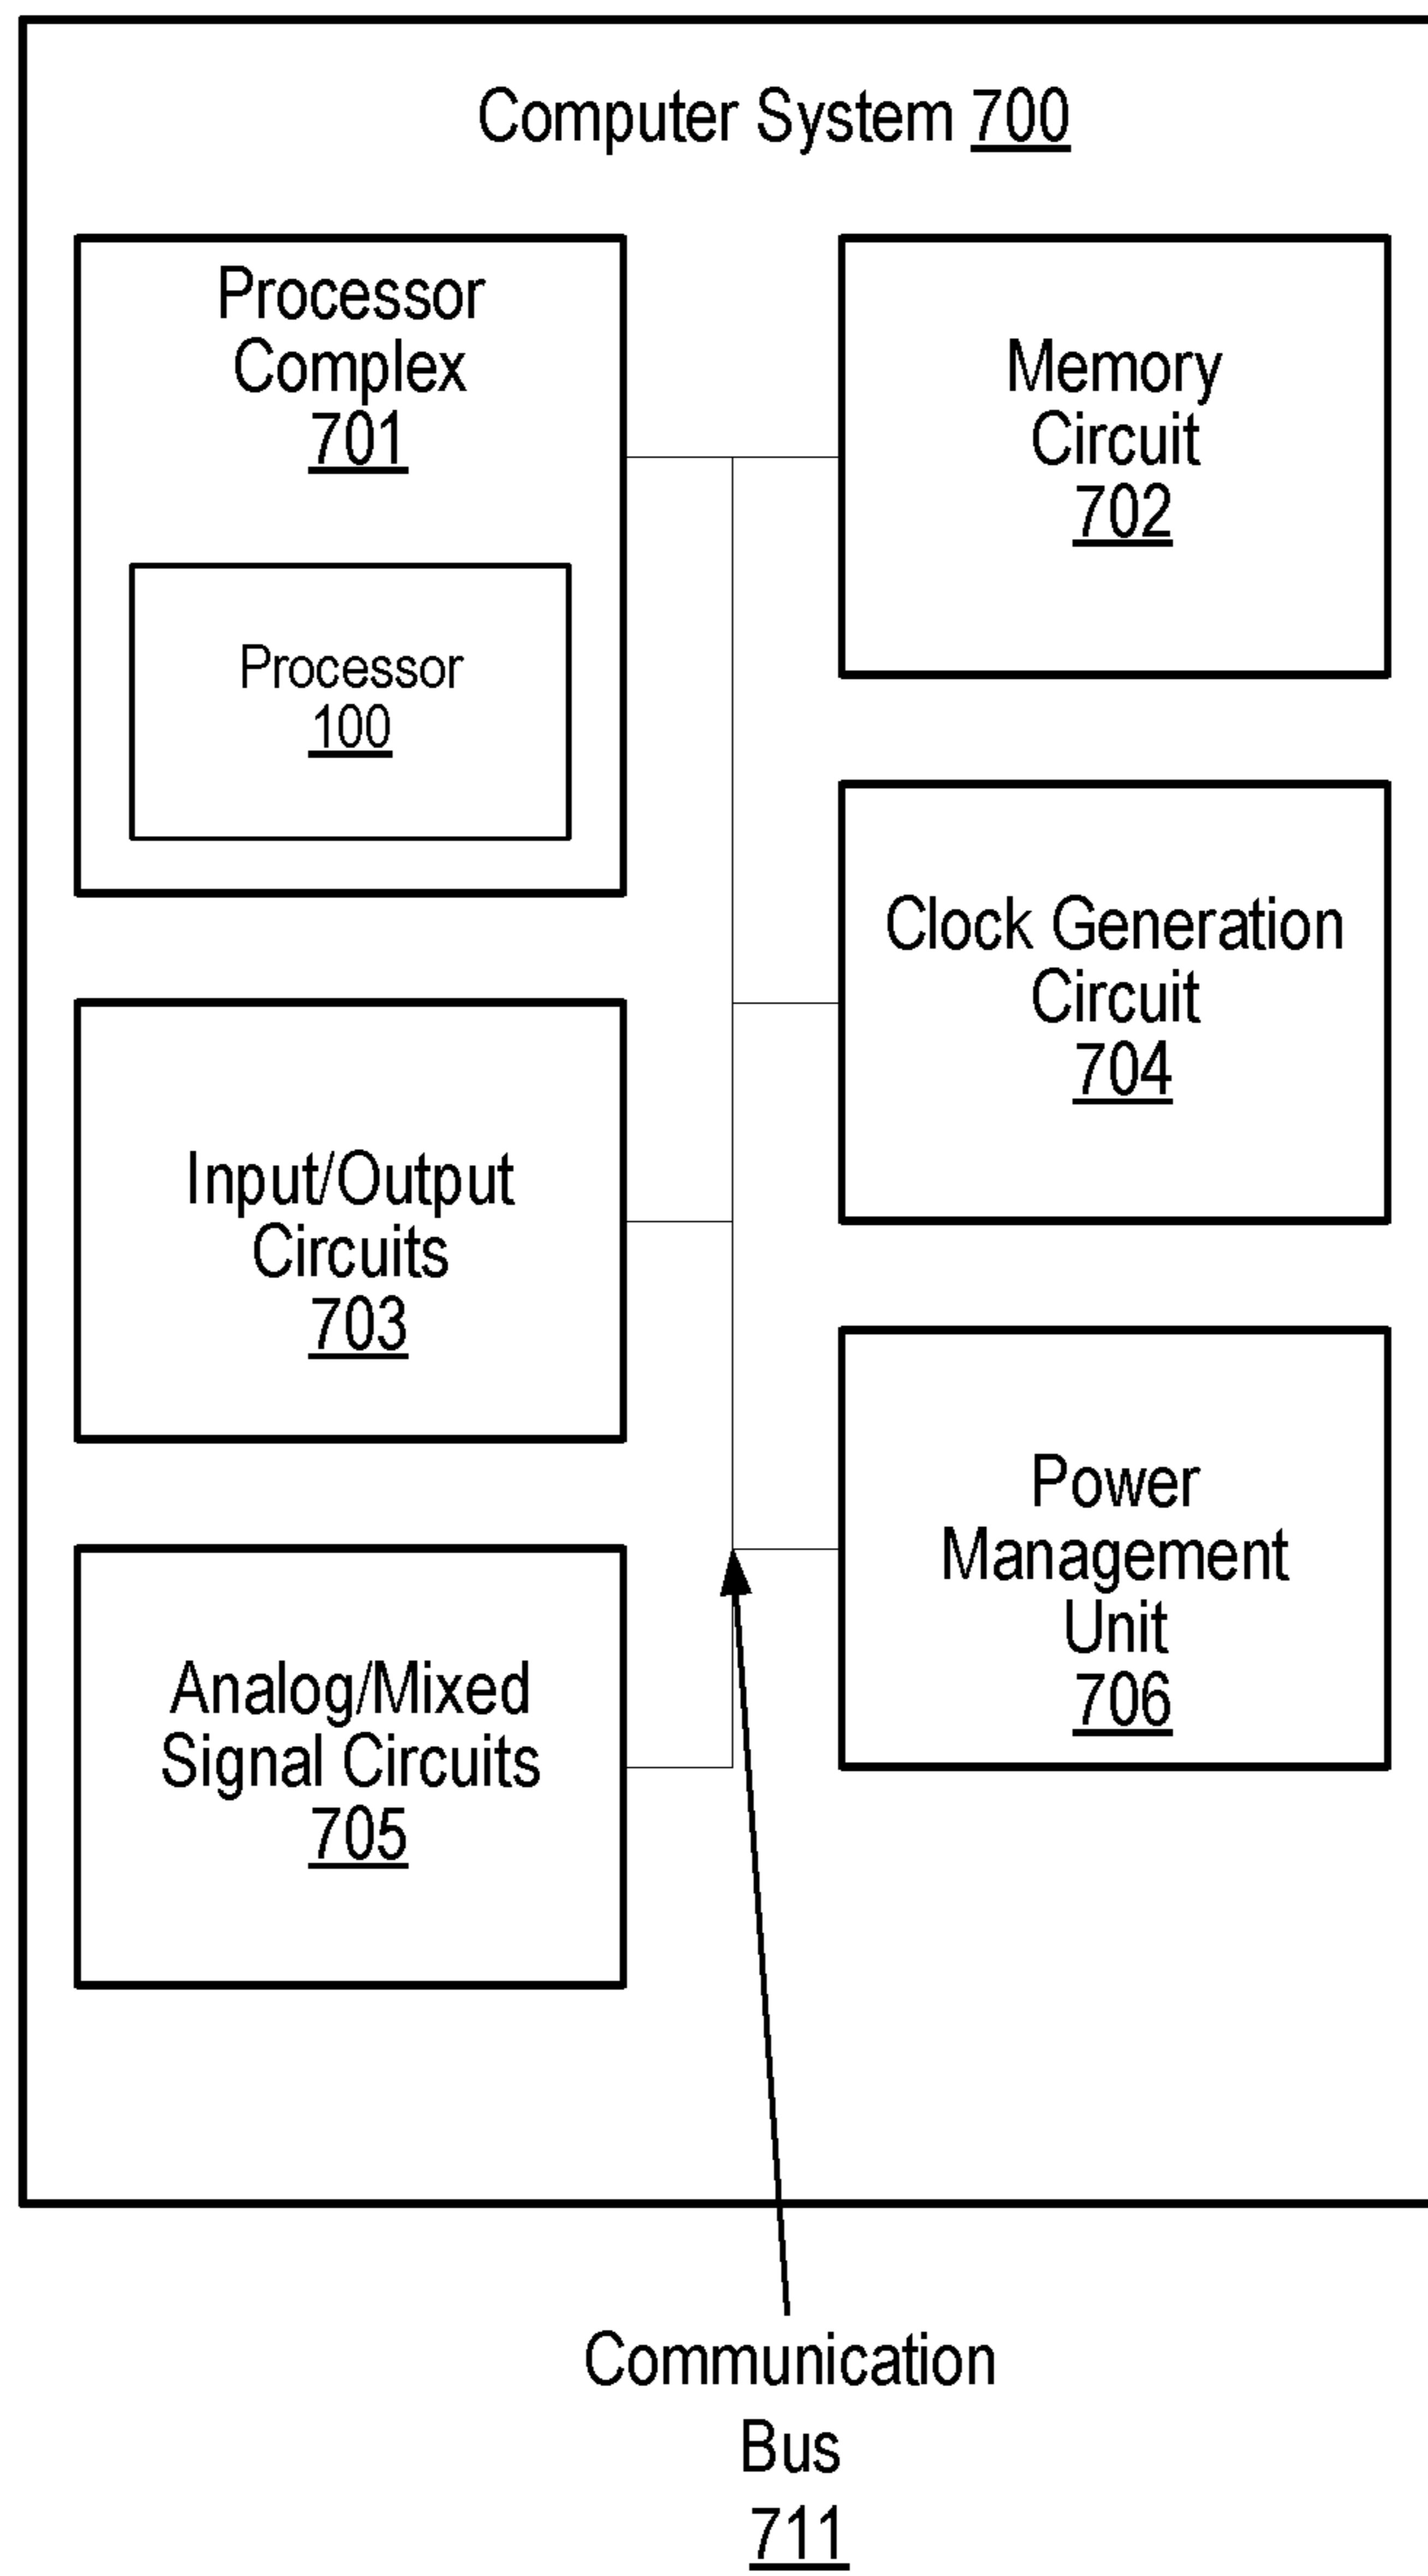 Computer System 700
Processor
Complex
701
Processor
100
Memory
Circuit
702
Input/Output
Circuits
703
Clock Generation
Circuit
704
Analog/Mixed
Signal Circuits
705
Power
Management
Unit
706
Communication
Bus
711